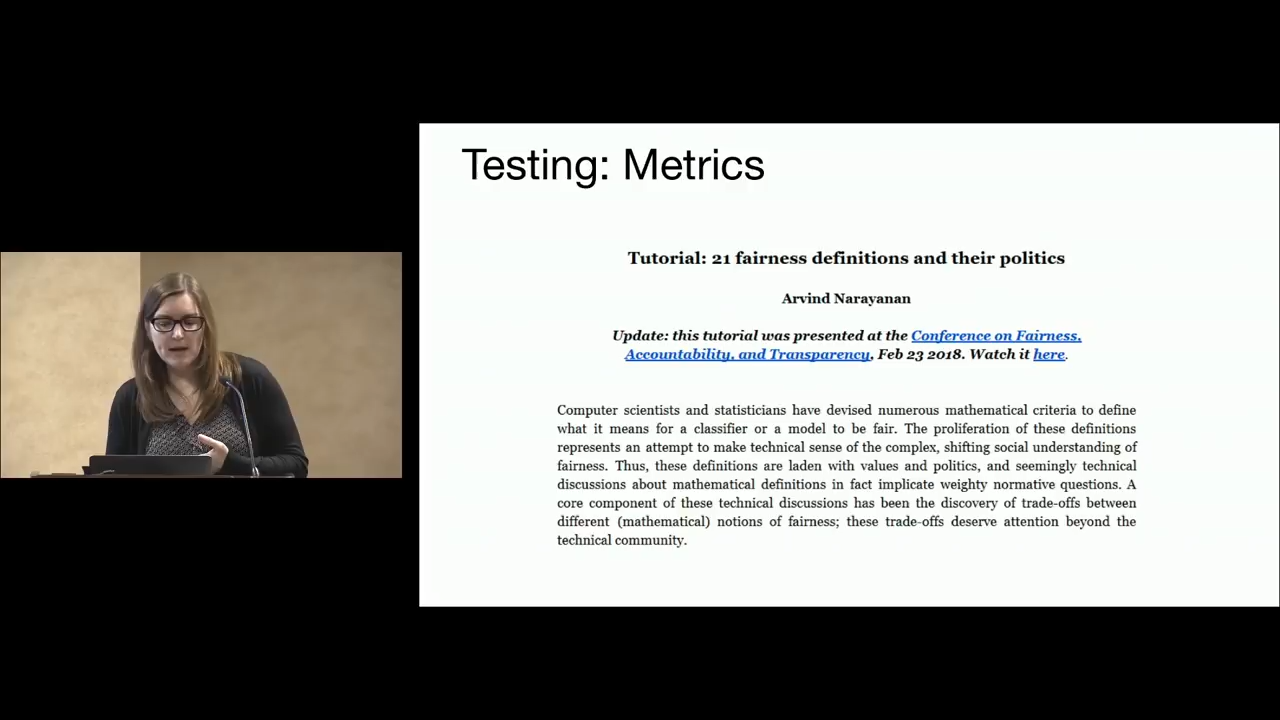 Testing: Metrics
Tutorial: 21 fairness definitions and their politics
Arvind Narayanan
Update: this tutorial was presented at the Conference on Fairness,
Accountability, and Transparency, Feb 23 2018. Watch it here.
Computer scientists and statisticians have devised numerous mathematical criteria to define
what it means for a classifier or a model to be fair. The proliferation of these definitions
represents an attempt to make technical sense of the complex, shifting social understanding of
fairness. Thus, these definitions are laden with values and politics, and seemingly technical
discussions about mathematical definitions in fact implicate weighty normative questions. A
core component of these technical discussions has been the discovery of trade-offs between
different (mathematical) notions of fairness; these trade-offs deserve attention beyond the
technical community.